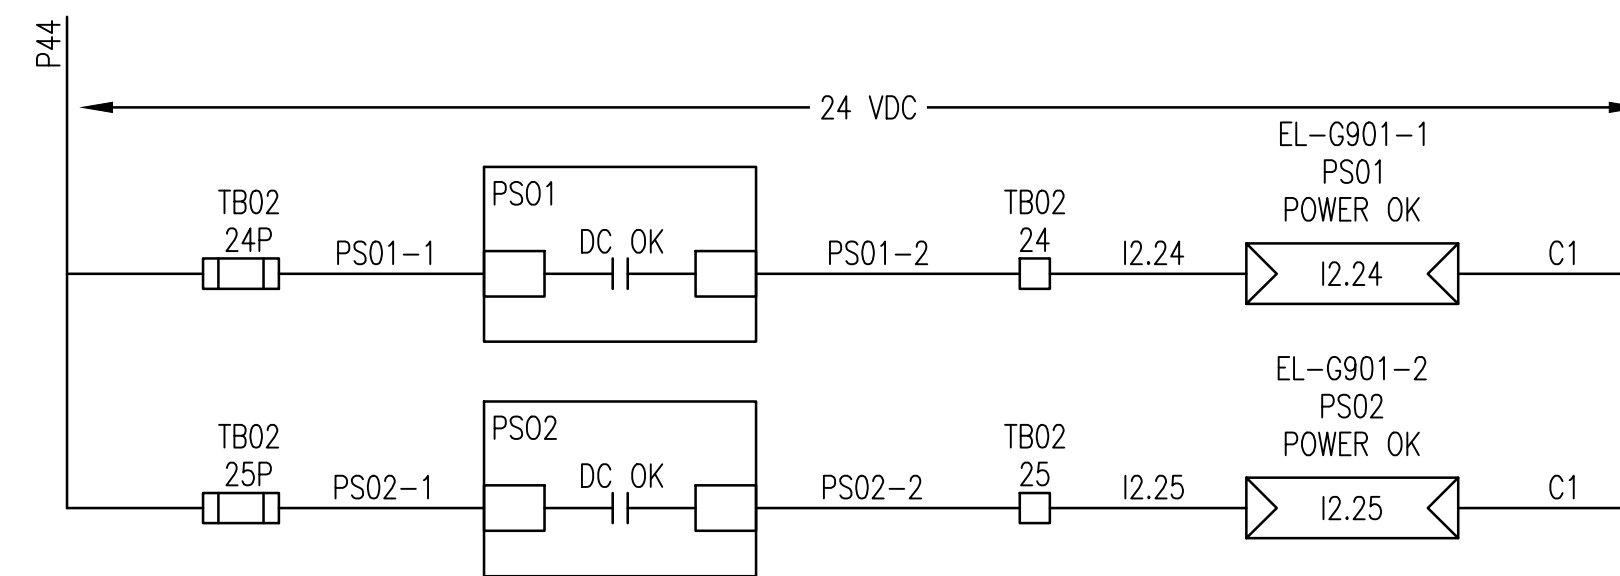 P44
24 VDC
EL-G901-1
PS01
POWER OK
TB02
24P
PS01-1
PS01
DC OK
PS01-2
TB02
24
I2.24
I2.24
C1
EL-G901-2
PS02
POWER OK
TB02
25P
PS02-1
PS02
DC OK
PS02-2
TB02
25
I2.25
I2.25
C1